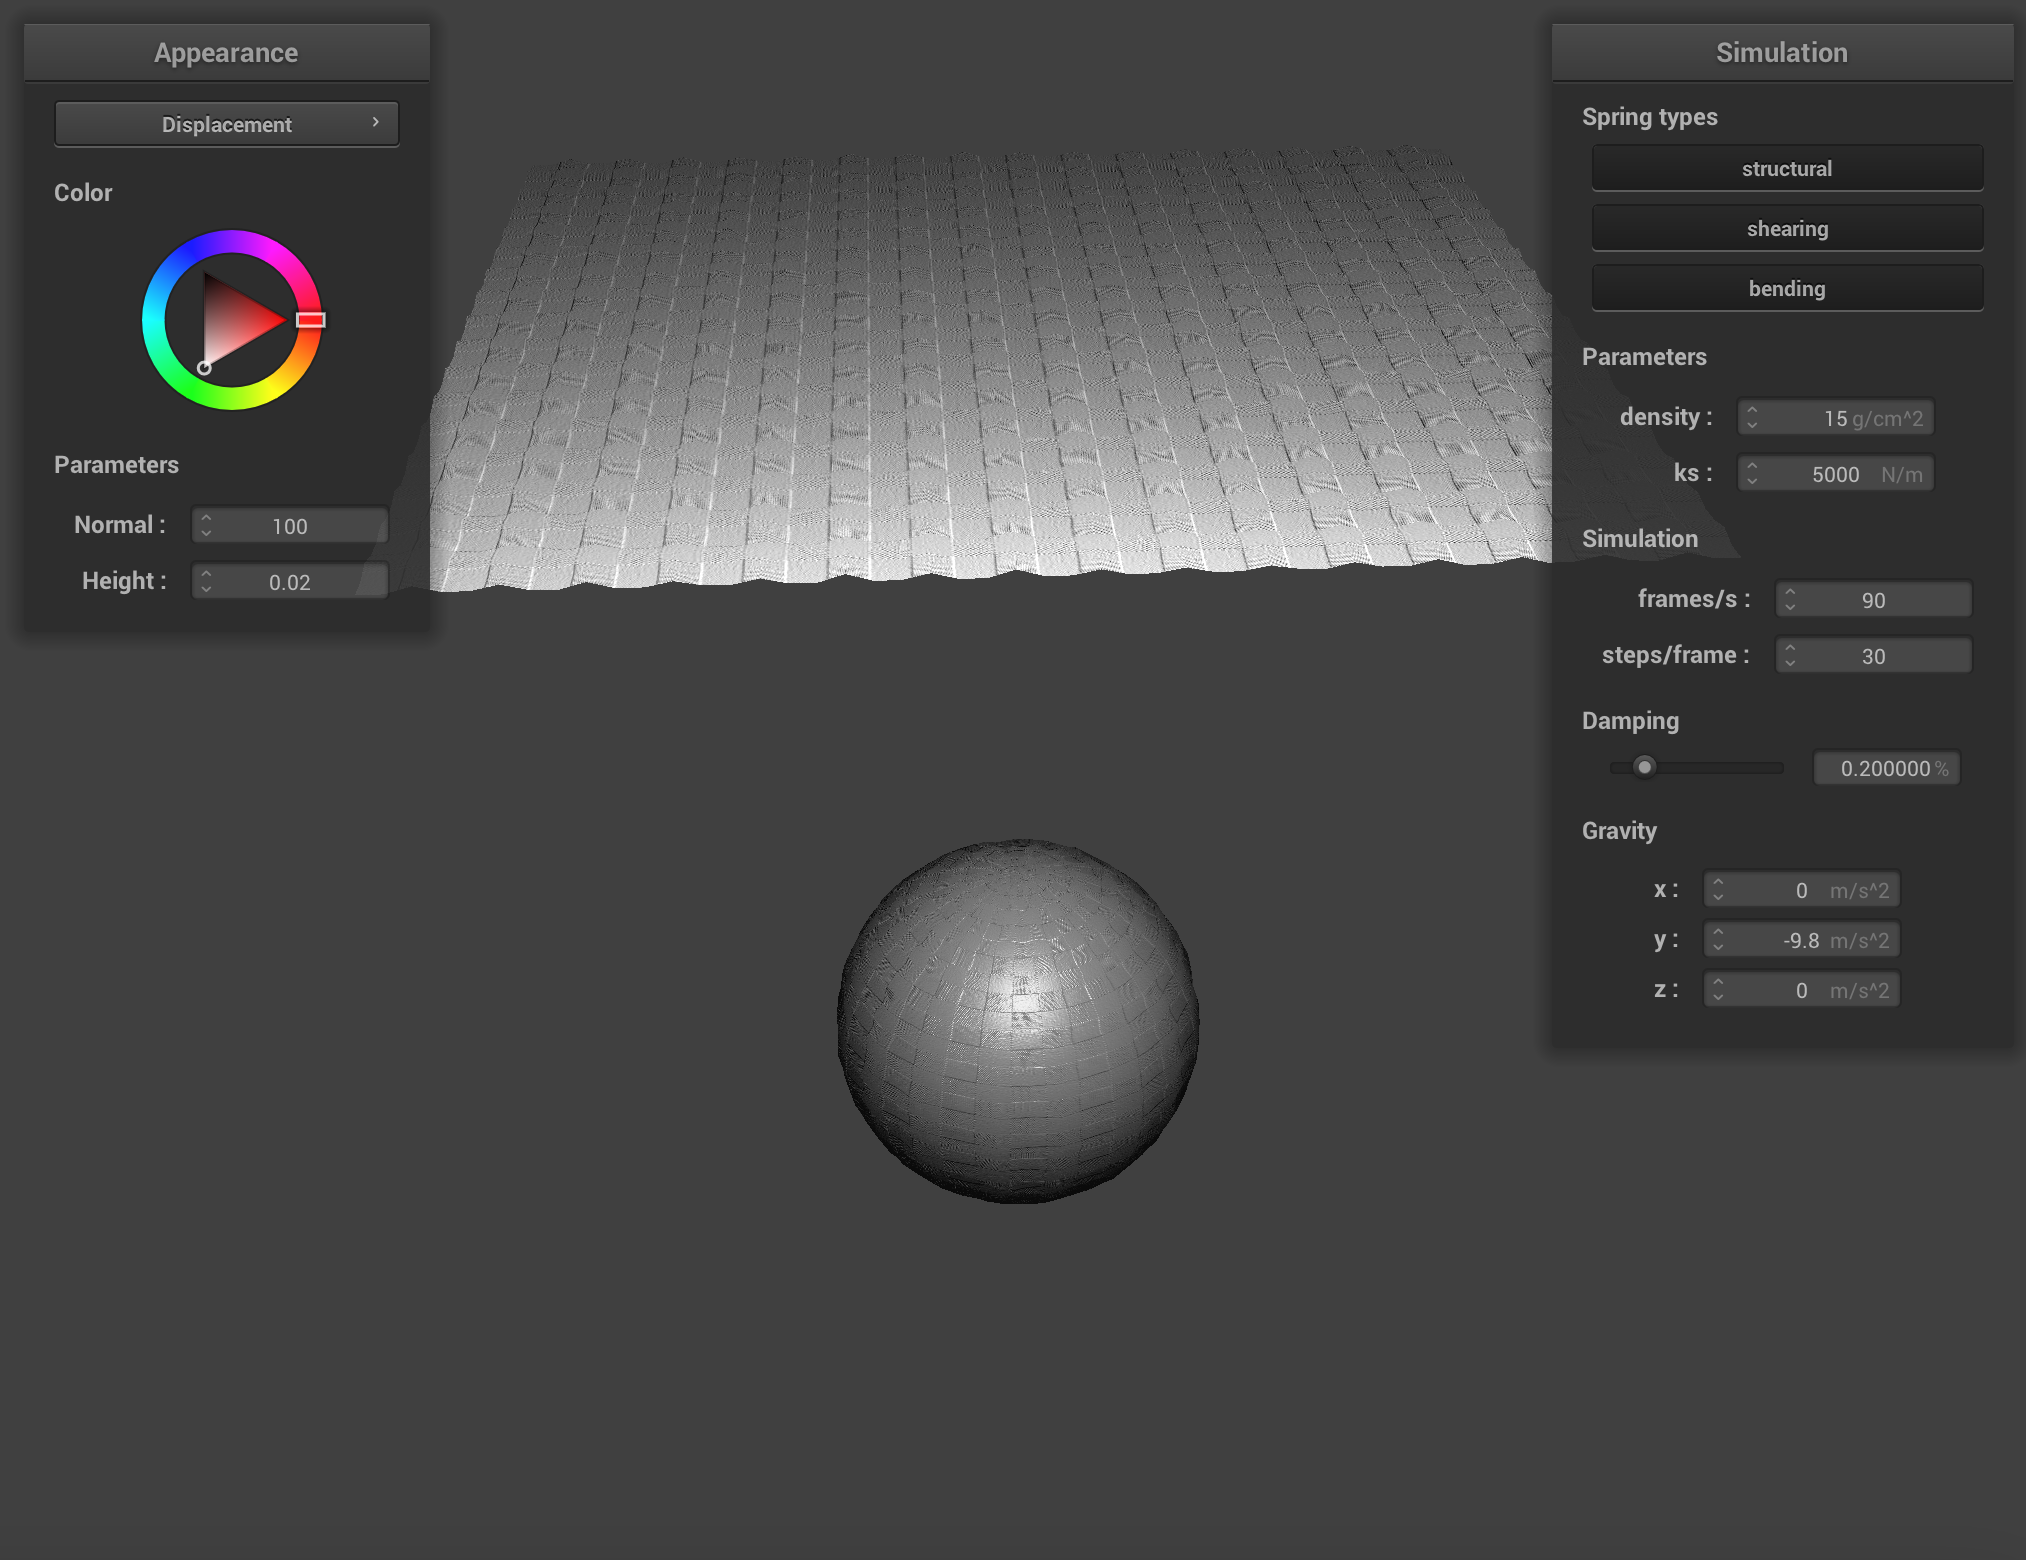 Appearance
Displacement
Color
Parameters
Normal : 100
Height : 0.02
Simulation
Spring types
structural
shearing
bending
Parameters
density : 15 g/cm^2
ks : 5000 N/m
Simulation
frames/s : 90
steps/frame : 30
Damping
0.200000 %
Gravity
x : 0 m/s^2
y : -9.8 m/s^2
z : 0 m/s^2